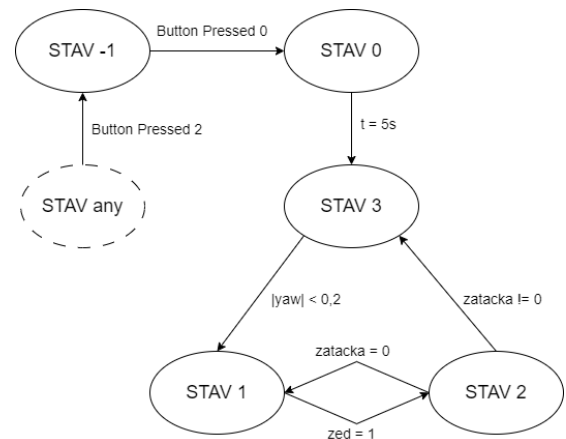 Button Pressed 0
STAV -1
STAV 0
t = 5s
Button Pressed 2
STAV any
STAV 3
|yaw| < 0,2
zatacka != 0
zatacka = 0
STAV 1
STAV 2
zed = 1